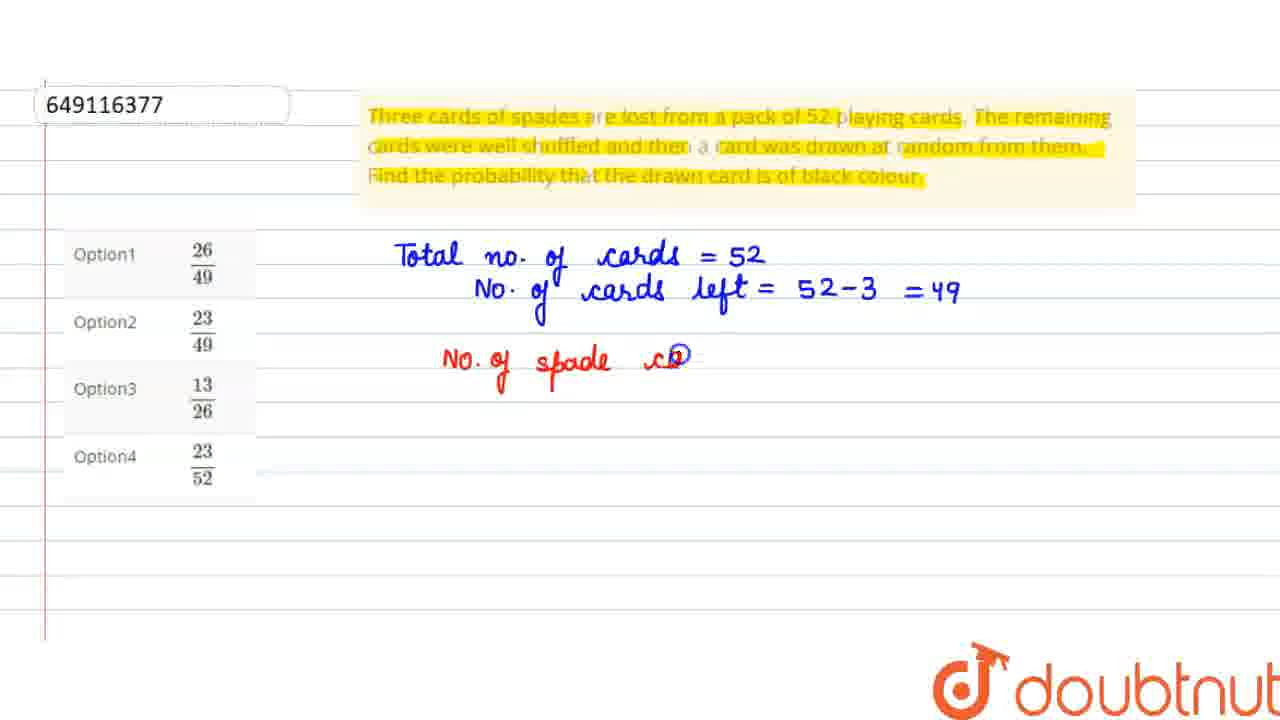 649116377
Three cards of spades are lost from a pack of 52 playing cards. The remaining
cards were well shuffled and then a card was drawn at random from them.
Find the probability that the drawn card is of black colour.
Option1 26/49
Option2 23/49
Option3 13/26
Option4 23/52
Total no. of cards = 52
No. of cards left = 52 - 3 = 49
No. of spade ca
doubtnut